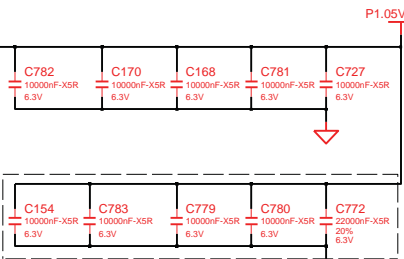 P1.05V
C782 C170 C168 C781 C727
10000nF-X5R 10000nF-X5R 10000nF-X5R 10000nF-X5R 10000nF-X5R
6.3V 6.3V 6.3V 6.3V 6.3V
C154 C783 C779 C780 C772
10000nF-X5R 10000nF-X5R 10000nF-X5R 10000nF-X5R 22000nF-X5R
20%
6.3V 6.3V 6.3V 6.3V 6.3V